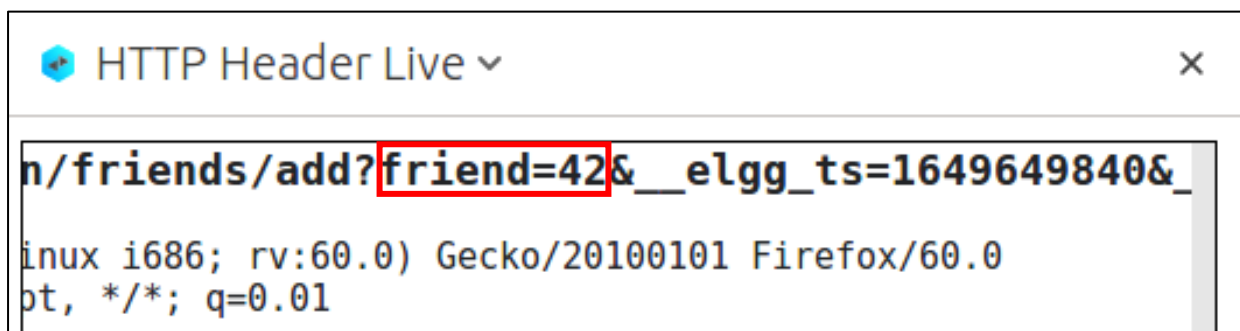 HTTP Header Live
n/friends/add?friend=42&__elgg_ts=1649649840&_
inux i686; rv:60.0) Gecko/20100101 Firefox/60.0
pt, */*; q=0.01